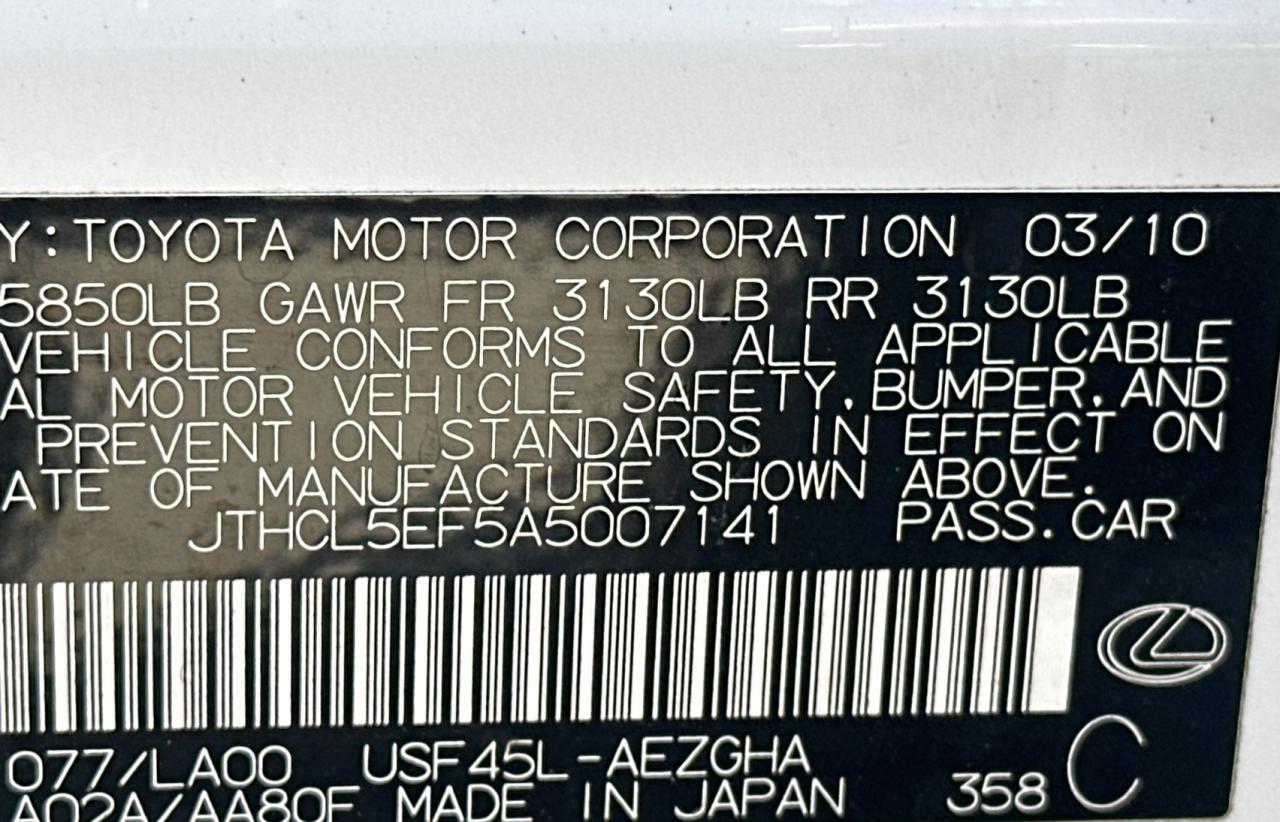 Y:TOYOTA MOTOR CORPORATION 03/10
5850LB GAWR FR 3130LB RR 3130LB
VEHICLE CONFORMS TO ALL APPLICABLE
AL MOTOR VEHICLE SAFETY, BUMPER, AND
PREVENTION STANDARDS IN EFFECT ON
ATE OF MANUFACTURE SHOWN ABOVE.
JTHCL5EF5A5007141 PASS.CAR
077/LA00 USF45L-AEZGHA
A02A/AA80F MADE IN JAPAN 358 C